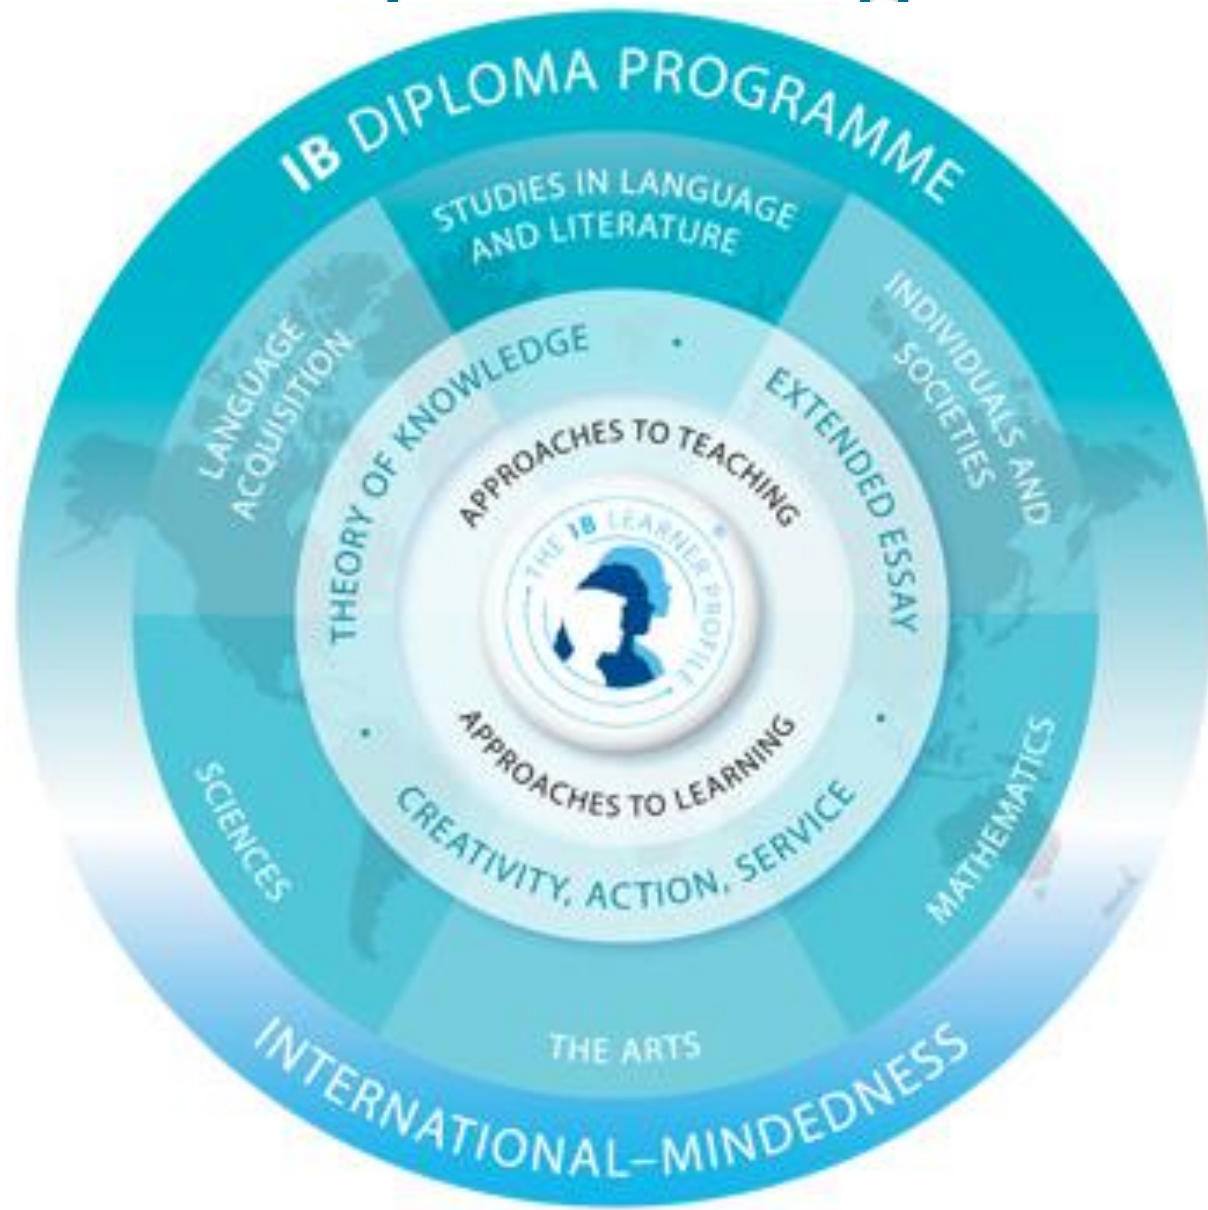 IB DIPLOMA PROGRAMME
STUDIES IN LANGUAGE
AND LITERATURE
LANGUAGE
ACQUISITION
INDIVIDUALS AND
SOCIETIES
THEORY OF KNOWLEDGE
EXTENDED ESSAY
APPROACHES TO TEACHING
THE IB LEARNER PROFILE
APPROACHES TO LEARNING
CREATIVITY, ACTION, SERVICE
SCIENCES
MATHEMATICS
THE ARTS
INTERNATIONAL–MINDEDNESS